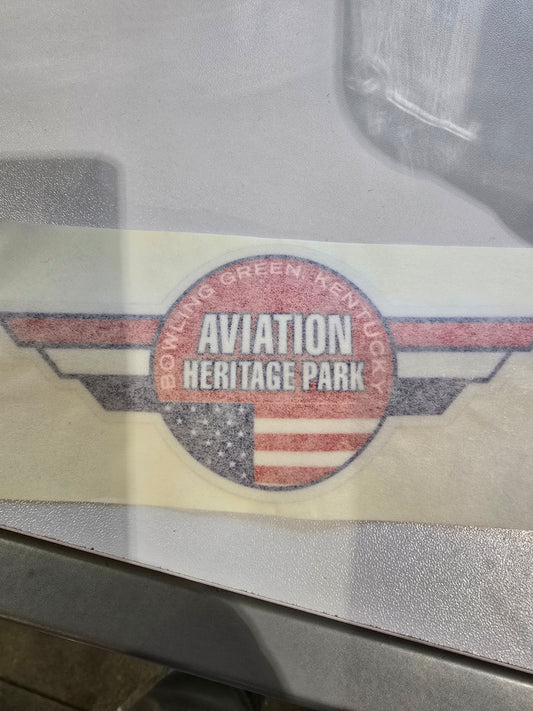 BOWLING GREEN, KENTUCKY
AVIATION
HERITAGE PARK